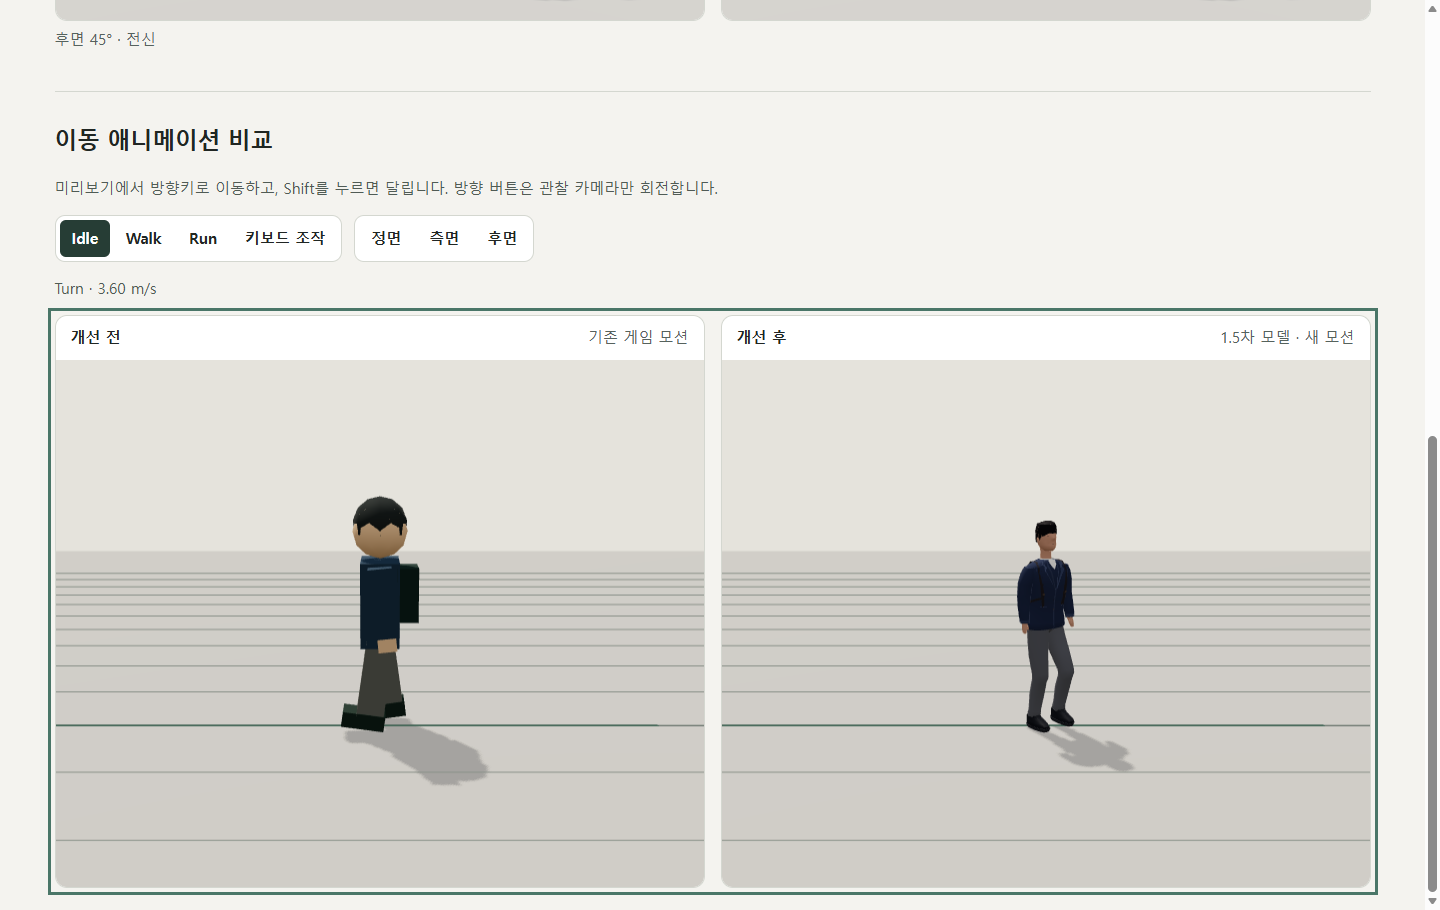 후면 45° · 전신
이동 애니메이션 비교
미리보기에서 방향키로 이동하고, Shift를 누르면 달립니다. 방향 버튼은 관찰 카메라만 회전합니다.
Idle Walk Run 키보드 조작 정면 측면 후면
Turn · 3.60 m/s
개선 전 기존 게임 모션 개선 후 1.5차 모델 · 새 모션